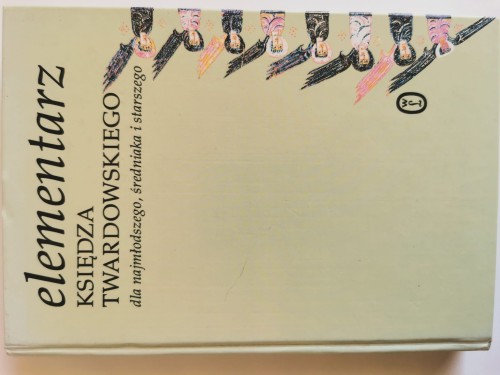 elementarz
KSIĘDZA
TWARDOWSKIEGO
dla najmłodszego, średniaka i starszego